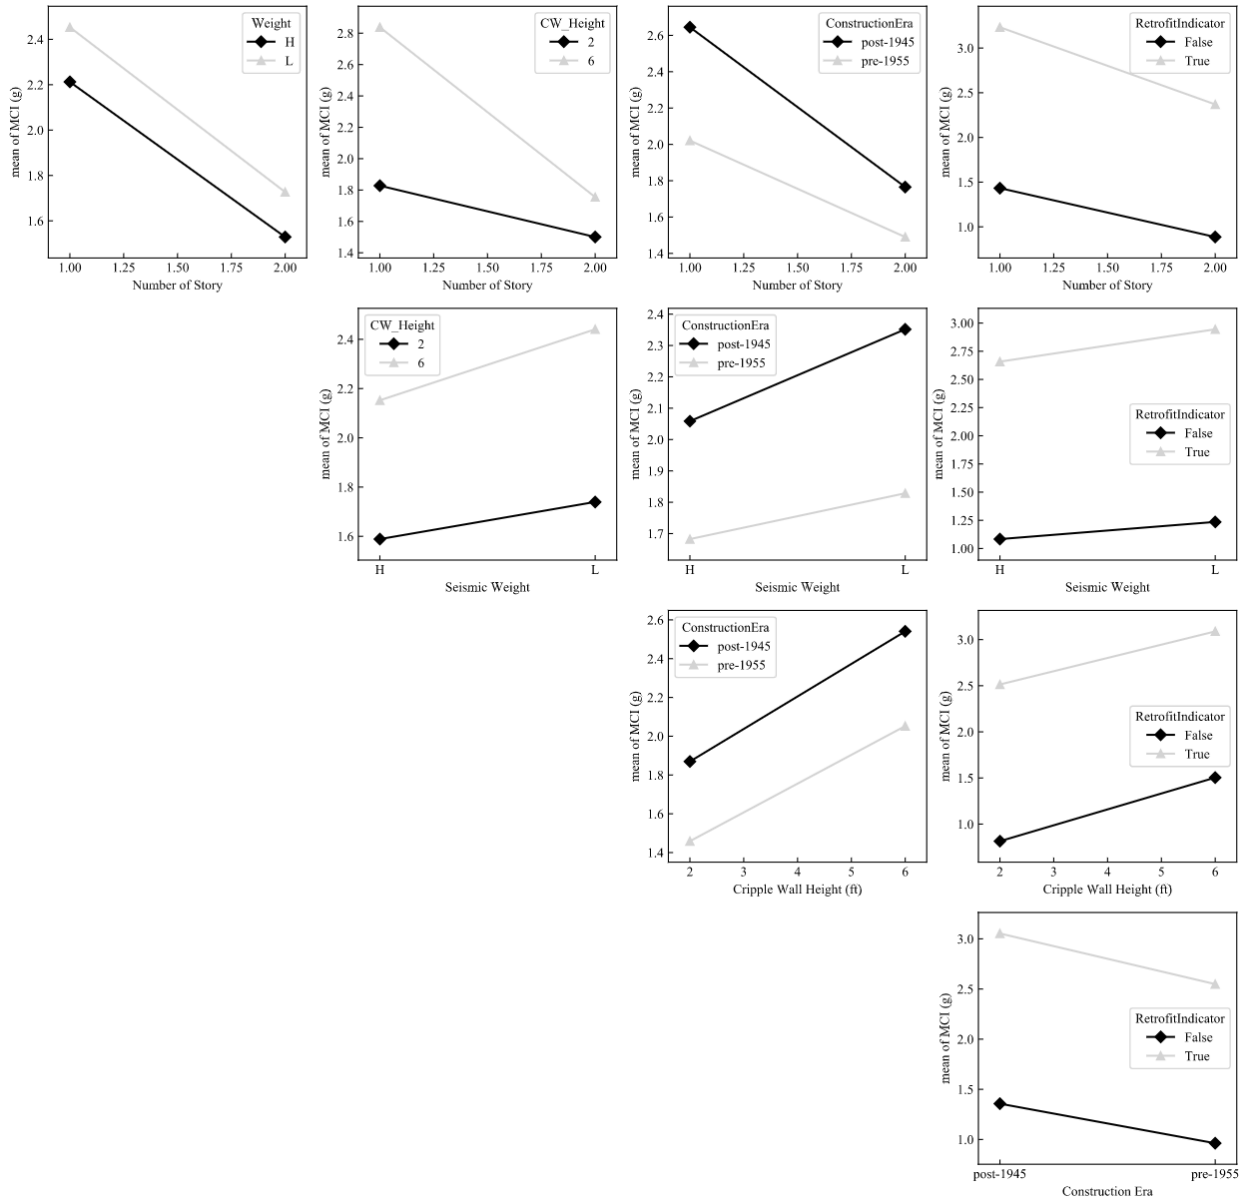 Weight
H
L
2.4
2.2
2.0
1.8
1.6
mean of MCI (g)
1.00 1.25 1.50 1.75 2.00
Number of Story
CW_Height
2
6
2.8
2.6
2.4
2.2
2.0
1.8
1.6
1.4
mean of MCI (g)
1.00 1.25 1.50 1.75 2.00
Number of Story
ConstructionEra
post-1945
pre-1955
2.6
2.4
2.2
2.0
1.8
1.6
1.4
mean of MCI (g)
1.00 1.25 1.50 1.75 2.00
Number of Story
RetrofitIndicator
False
True
3.0
2.5
2.0
1.5
1.0
mean of MCI (g)
1.00 1.25 1.50 1.75 2.00
Number of Story
CW_Height
2
6
2.4
2.2
2.0
1.8
1.6
mean of MCI (g)
H L
Seismic Weight
ConstructionEra
post-1945
pre-1955
2.4
2.3
2.2
2.1
2.0
1.9
1.8
1.7
mean of MCI (g)
H L
Seismic Weight
RetrofitIndicator
False
True
3.00
2.75
2.50
2.25
2.00
1.75
1.50
1.25
1.00
mean of MCI (g)
H L
Seismic Weight
ConstructionEra
post-1945
pre-1955
2.6
2.4
2.2
2.0
1.8
1.6
1.4
mean of MCI (g)
2 3 4 5 6
Cripple Wall Height (ft)
RetrofitIndicator
False
True
3.0
2.5
2.0
1.5
1.0
mean of MCI (g)
2 3 4 5 6
Cripple Wall Height (ft)
RetrofitIndicator
False
True
3.0
2.5
2.0
1.5
1.0
mean of MCI (g)
post-1945 pre-1955
Construction Era